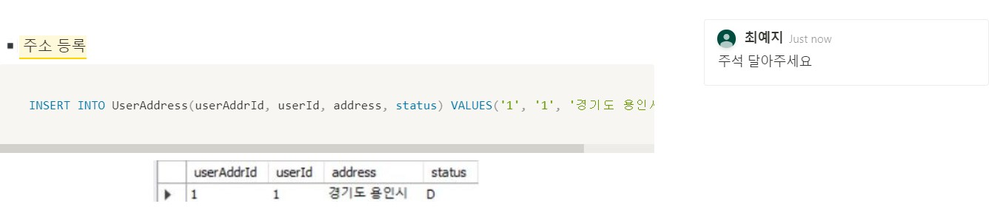 주소 등록
INSERT INTO UserAddress(userAddrId, userId, address, status) VALUES('1', '1', '경기도 용인
userAddrId userId address status
1 1 경기도 용인시 D
최예지 Just now
주석 달아주세요